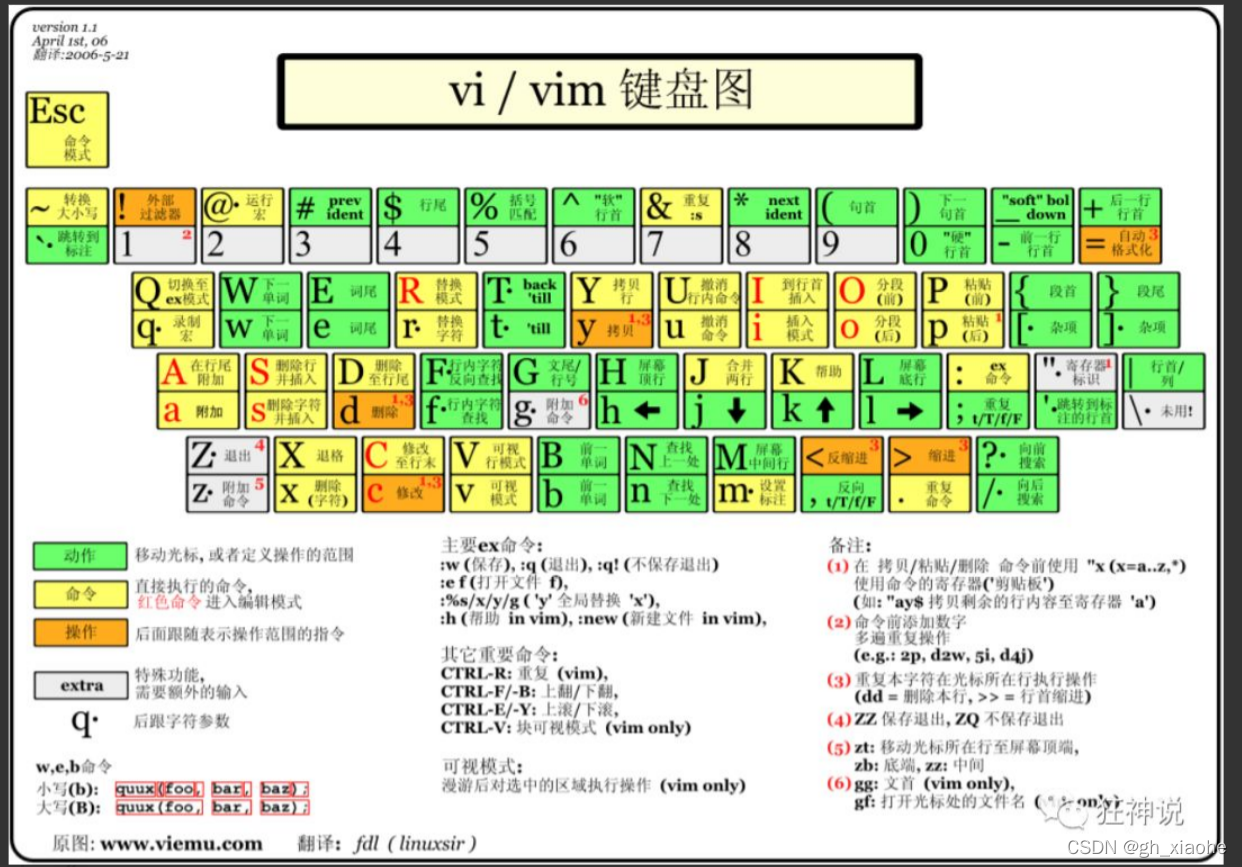 version 1.1
April 1st, 06
翻译:2006-5-21
vi / vim 键盘图
Esc
命令
模式
~ 转换
大小写
! 外部
过滤器
@· 运行
宏
# prev
ident
$ 行尾
% 括号
匹配
^ "软"
行首
& 重复
:s
* next
ident
( 句首
) 下一
句首
"soft" bol
_ down
+ 后一行
行首
`· 跳转到
标注
1 2
2
3
4
5
6
7
8
9
0 "硬"
行首
- 前一行
行首
= 自动 3
格式化
Q 切换至
ex模式
W 下一
单词
E 词尾
R 替换
模式
T· back
'till
Y 拷贝
行
U 撤消
行内命令
I 到行首
插入
O 分段
(前)
P 粘贴
(前)
{ 段首
} 段尾
q· 录制
宏
w 下一
单词
e 词尾
r· 替换
字符
t· 'till
y 拷贝 1,3
u 撤消
命令
i 插入
模式
o 分段
(后)
p 粘贴 1
(后)
[· 杂项
]· 杂项
A 在行尾
附加
S 删除行
并插入
D 删除
至行尾
F· 行内字符
反向查找
G 文尾/
行号
H 屏幕
顶行
J 合并
两行
K 帮助
L 屏幕
底行
: ex
命令
"· 寄存器 1
标识
| 行首/
列
a 附加
s 删除字符
并插入
d 删除 1,3
f· 行内字符
查找
g· 附加 6
命令
h ←
j ↓
k ↑
l →
; 重复
t/T/f/F
'· 跳转到标
注的行首
\· 未用!
Z· 退出 4
X 退格
C 修改
至行末
V 可视
行模式
B 前一
单词
N 查找
上一处
M 屏幕
中间行
< 反缩进 3
> 缩进 3
?· 向前
搜索
z· 附加 5
命令
x 删除
(字符)
c 修改 1,3
v 可视
模式
b 前一
单词
n 查找
下一处
m· 设置
标注
, 反向
t/T/f/F
. 重复
命令
/· 向后
搜索
动作 移动光标, 或者定义操作的范围
命令 直接执行的命令,
红色命令 进入编辑模式
操作 后面跟随表示操作范围的指令
extra 特殊功能,
需要额外的输入
q· 后跟字符参数
w,e,b命令
小写(b): quux(foo, bar, baz);
大写(B): quux(foo, bar, baz);
原图: www.viemu.com 翻译: fdl ( linuxsir )
主要ex命令:
:w (保存), :q (退出), :q! (不保存退出)
:e f (打开文件 f),
:%s/x/y/g ( 'y' 全局替换 'x'),
:h (帮助 in vim), :new (新建文件 in vim),
其它重要命令:
CTRL-R: 重复 (vim),
CTRL-F/-B: 上翻/下翻,
CTRL-E/-Y: 上滚/下滚,
CTRL-V: 块可视模式 (vim only)
可视模式:
漫游后对选中的区域执行操作 (vim only)
备注:
(1) 在 拷贝/粘贴/删除 命令前使用 "x (x=a..z,*)
使用命令的寄存器('剪贴板')
(如: "ay$ 拷贝剩余的行内容至寄存器 'a')
(2) 命令前添加数字
多遍重复操作
(e.g.: 2p, d2w, 5i, d4j)
(3) 重复本字符在光标所在行执行操作
(dd = 删除本行, >> = 行首缩进)
(4) ZZ 保存退出, ZQ 不保存退出
(5) zt: 移动光标所在行至屏幕顶端,
zb: 底端, zz: 中间
(6) gg: 文首 (vim only),
gf: 打开光标处的文件名 only)
狂神说
CSDN @gh_xiaohe